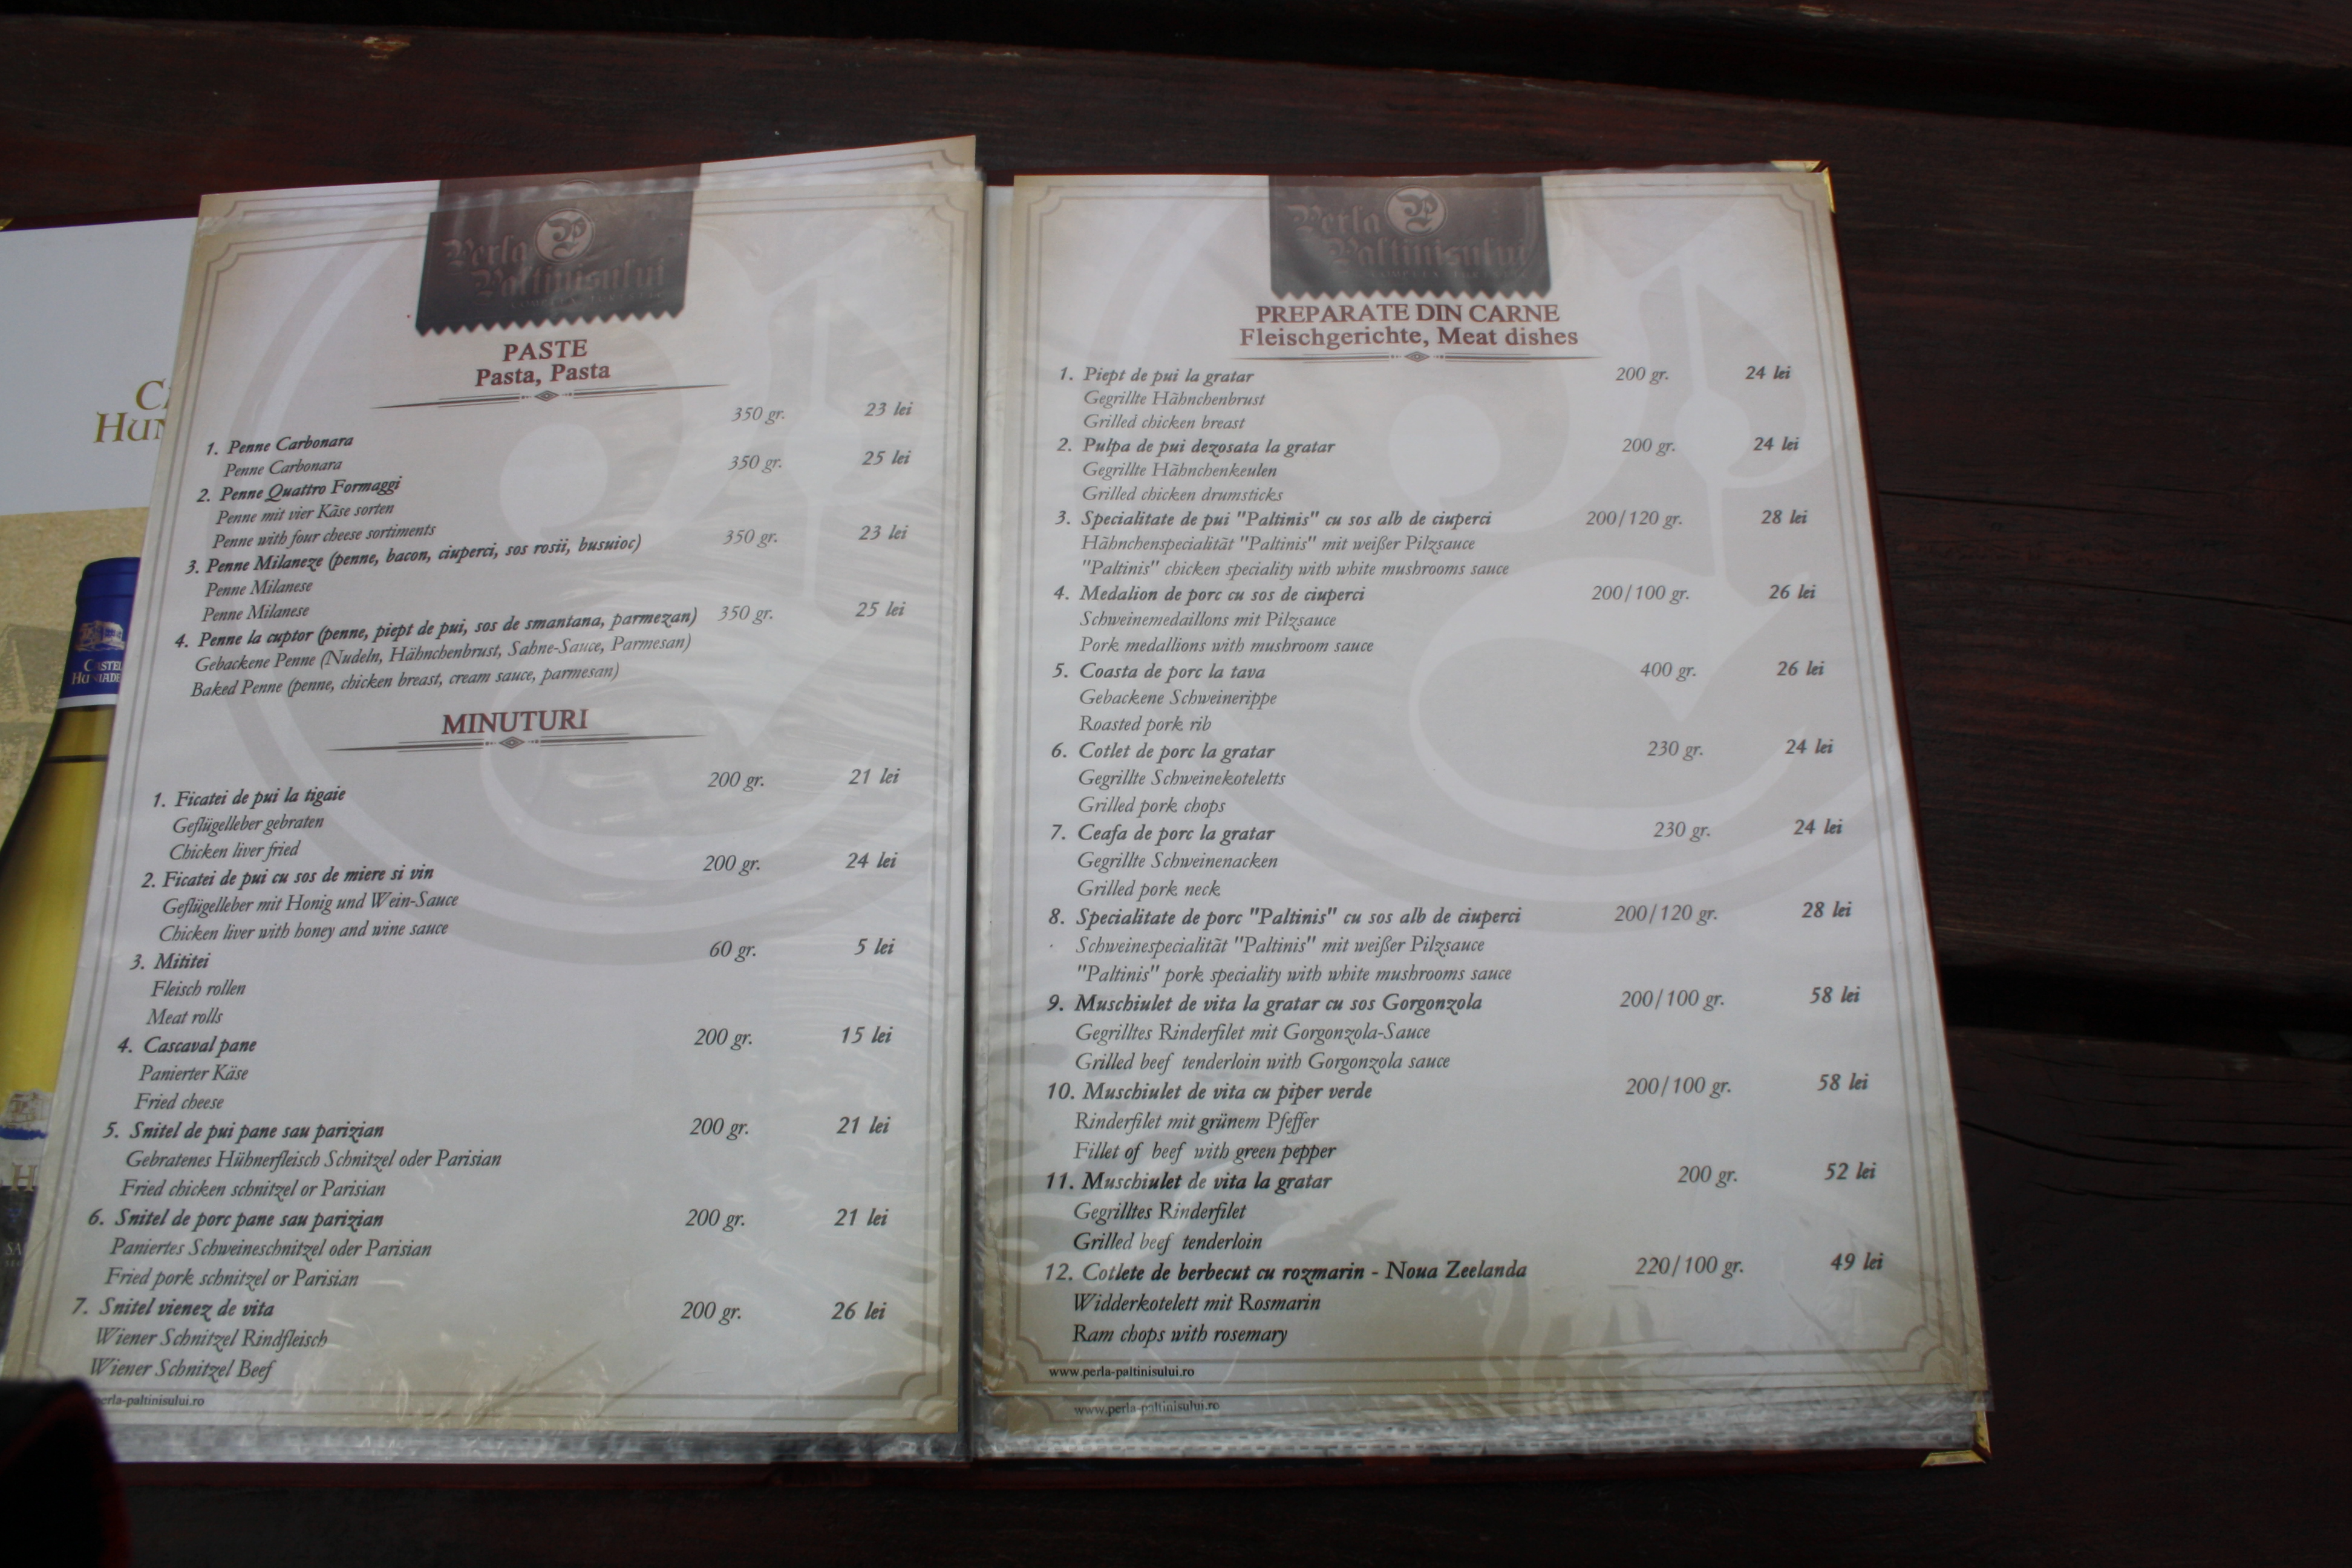 Perla
Paltinisului
PASTE
Pasta, Pasta
1. Penne Carbonara 350 gr. 23 lei
Penne Carbonara
2. Penne Quattro Formaggi 350 gr. 25 lei
Penne mit vier Käse sorten
Penne with four cheese sortiments
3. Penne Milaneze (penne, bacon, ciuperci, sos rosii, busuioc) 350 gr. 23 lei
Penne Milanese
Penne Milanese
4. Penne la cuptor (penne, piept de pui, sos de smantana, parmezan) 350 gr. 25 lei
Gebackene Penne (Nudeln, Hähnchenbrust, Sahne-Sauce, Parmesan)
Baked Penne (penne, chicken breast, cream sauce, parmesan)
MINUTURI
1. Ficatei de pui la tigaie 200 gr. 21 lei
Geflügelleber gebraten
Chicken liver fried
2. Ficatei de pui cu sos de miere si vin 200 gr. 24 lei
Geflügelleber mit Honig und Wein-Sauce
Chicken liver with honey and wine sauce
3. Mititei 60 gr. 5 lei
Fleisch rollen
Meat rolls
4. Cascaval pane 200 gr. 15 lei
Panierter Käse
Fried cheese
5. Snitel de pui pane sau parizian 200 gr. 21 lei
Gebratenes Hühnerfleisch Schnitzel oder Parisian
Fried chicken schnitzel or Parisian
6. Snitel de porc pane sau parizian 200 gr. 21 lei
Paniertes Schweineschnitzel oder Parisian
Fried pork schnitzel or Parisian
7. Snitel vienez de vita 200 gr. 26 lei
Wiener Schnitzel Rindfleisch
Wiener Schnitzel Beef
perla-paltinisului.ro
Perla
Paltinisului
PREPARATE DIN CARNE
Fleischgerichte, Meat dishes
1. Piept de pui la gratar 200 gr. 24 lei
Gegrillte Hähnchenbrust
Grilled chicken breast
2. Pulpa de pui dezosata la gratar 200 gr. 24 lei
Gegrillte Hähnchenkeulen
Grilled chicken drumsticks
3. Specialitate de pui "Paltinis" cu sos alb de ciuperci 200/120 gr. 28 lei
Hähnchenspecialität "Paltinis" mit weißer Pilzsauce
"Paltinis" chicken speciality with white mushrooms sauce
4. Medalion de porc cu sos de ciuperci 200/100 gr. 26 lei
Schweinemedaillons mit Pilzsauce
Pork medallions with mushroom sauce
5. Coasta de porc la tava 400 gr. 26 lei
Gebackene Schweinerippe
Roasted pork rib
6. Cotlet de porc la gratar 230 gr. 24 lei
Gegrillte Schweinekoteletts
Grilled pork chops
7. Ceafa de porc la gratar 230 gr. 24 lei
Gegrillte Schweinenacken
Grilled pork neck
8. Specialitate de porc "Paltinis" cu sos alb de ciuperci 200/120 gr. 28 lei
Schweinespecialität "Paltinis" mit weißer Pilzsauce
"Paltinis" pork speciality with white mushrooms sauce
9. Muschiulet de vita la gratar cu sos Gorgonzola 200/100 gr. 58 lei
Gegrilltes Rinderfilet mit Gorgonzola-Sauce
Grilled beef tenderloin with Gorgonzola sauce
10. Muschiulet de vita cu piper verde 200/100 gr. 58 lei
Rinderfilet mit grünem Pfeffer
Fillet of beef with green pepper
11. Muschiulet de vita la gratar 200 gr. 52 lei
Gegrilltes Rinderfilet
Grilled beef tenderloin
12. Cotlete de berbecut cu rozmarin - Noua Zeelanda 220/100 gr. 49 lei
Widderkotelett mit Rosmarin
Ram chops with rosemary
www.perla-paltinisului.ro
www.perla-paltinisului.ro